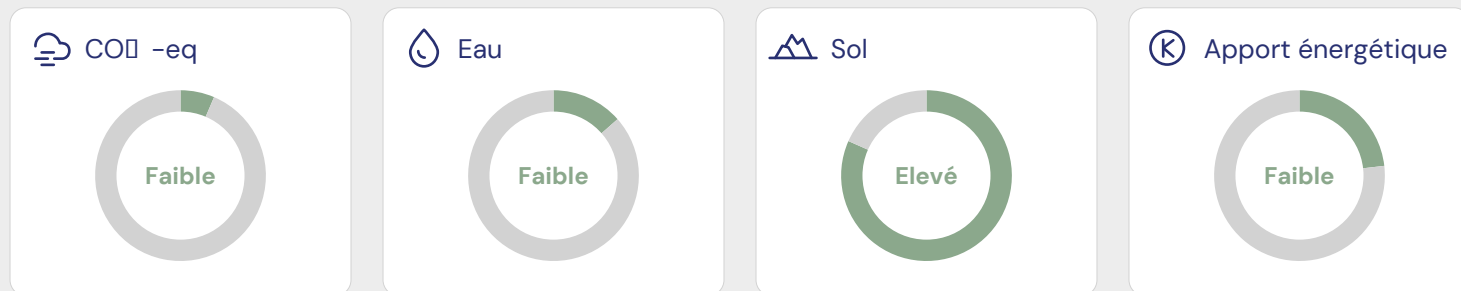 CO▯ -eq
Eau
Sol
Apport énergétique
Faible
Faible
Elevé
Faible